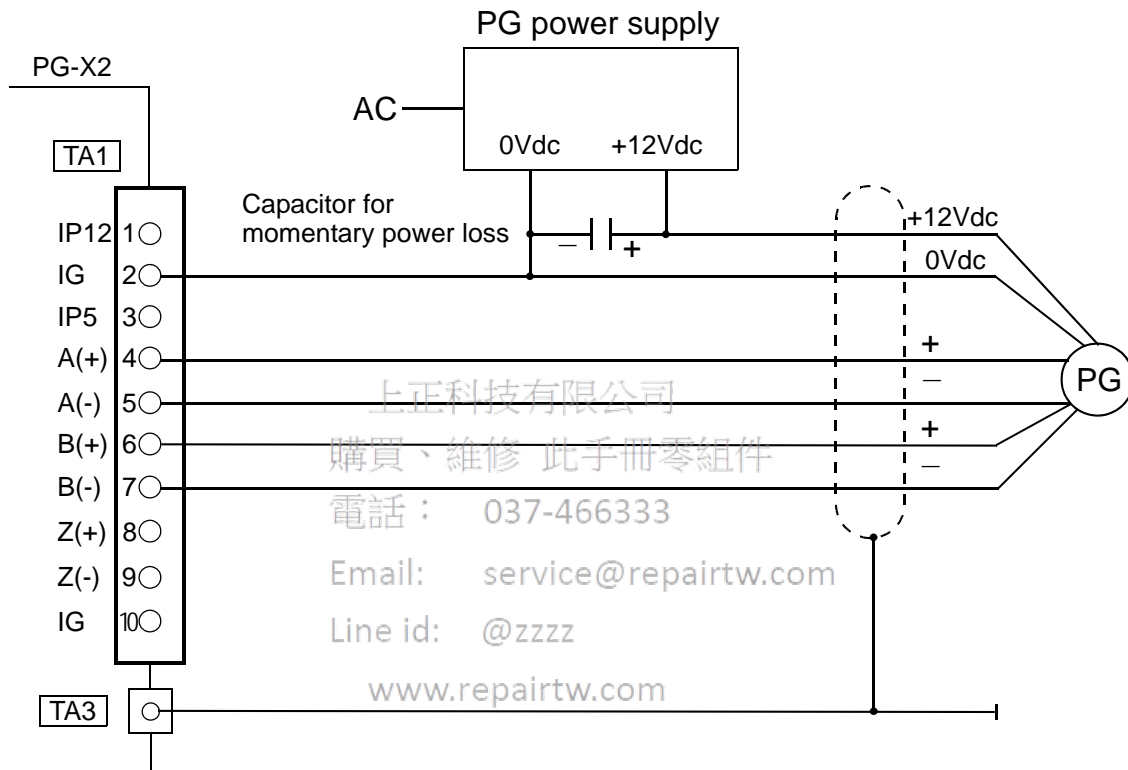 PG power supply
PG-X2
AC
0Vdc +12Vdc
TA1
Capacitor for
momentary power loss
− +
+12Vdc
0Vdc
IP12 1
IG 2
IP5 3
A(+) 4
A(-) 5
B(+) 6
B(-) 7
Z(+) 8
Z(-) 9
IG 10
+
−
+
−
PG
TA3
上正科技有限公司
購買、維修 此手冊零組件
電話： 037-466333
Email: service@repairtw.com
Line id: @zzzz
www.repairtw.com